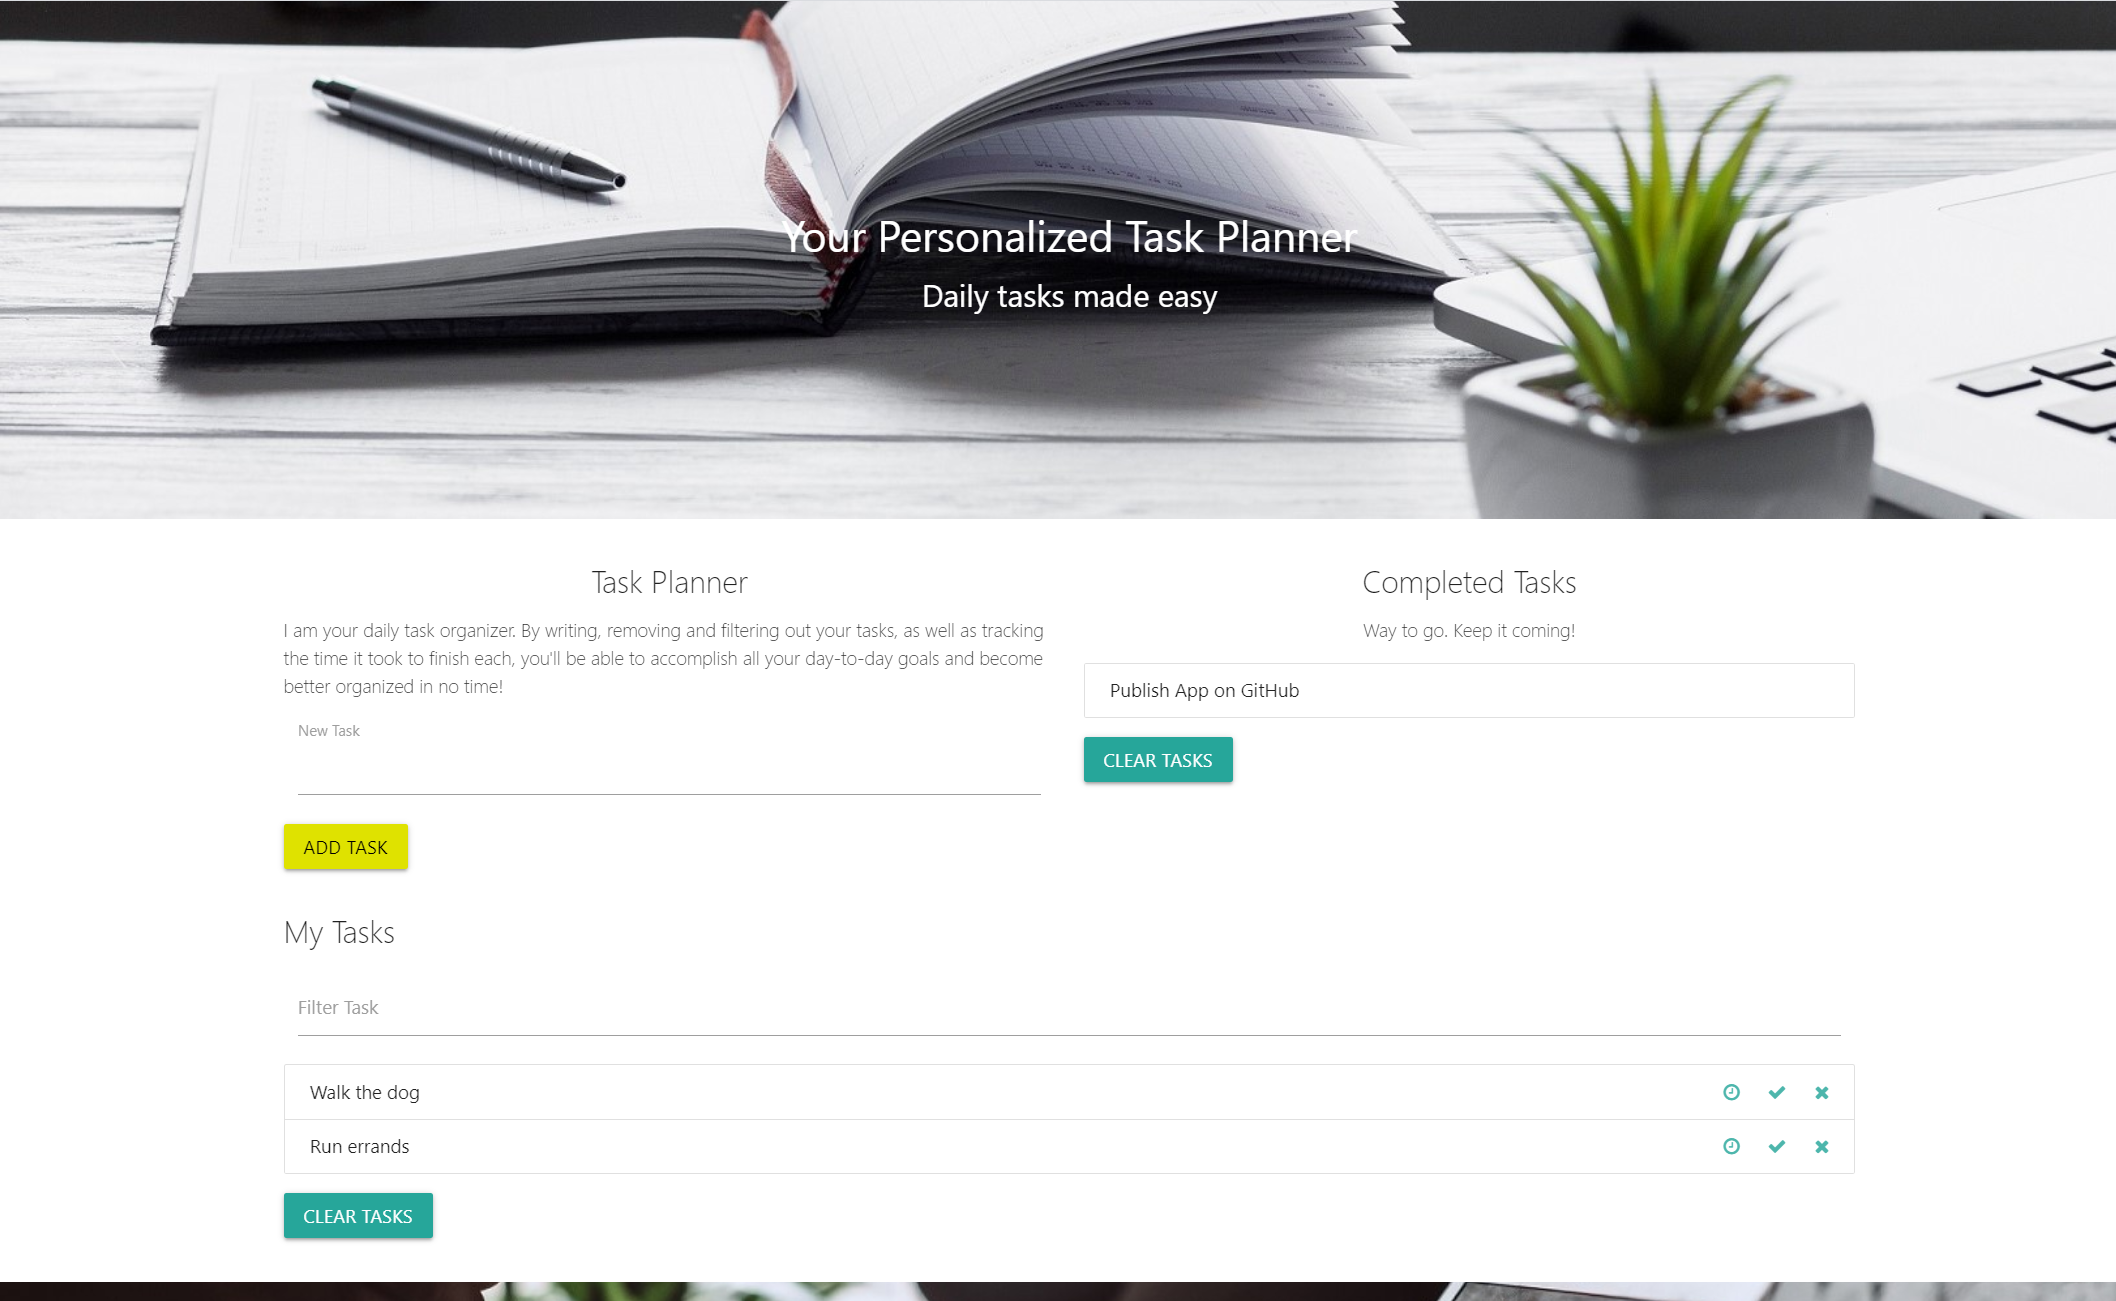 Your Personalized Task Planner
Daily tasks made easy
Task Planner
I am your daily task organizer. By writing, removing and filtering out your tasks, as well as tracking
the time it took to finish each, you'll be able to accomplish all your day-to-day goals and become
better organized in no time!
New Task
ADD TASK
Completed Tasks
Way to go. Keep it coming!
Publish App on GitHub
CLEAR TASKS
My Tasks
Filter Task
Walk the dog
Run errands
CLEAR TASKS